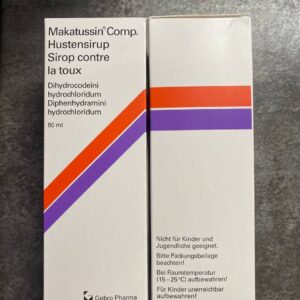 Makatussin® Comp.
Hustensirup
Sirop contre
la toux
Dihydrocodeini
hydrochloridum
Diphenhydramini
hydrochloridum
80 ml
Gebro Pharma
Nicht für Kinder und
Jugendliche geeignet.
Bitte Packungsbeilage
beachten!
Bei Raumtemperatur
(15–25°C) aufbewahren!
Für Kinder unerreichbar
aufbewahren!